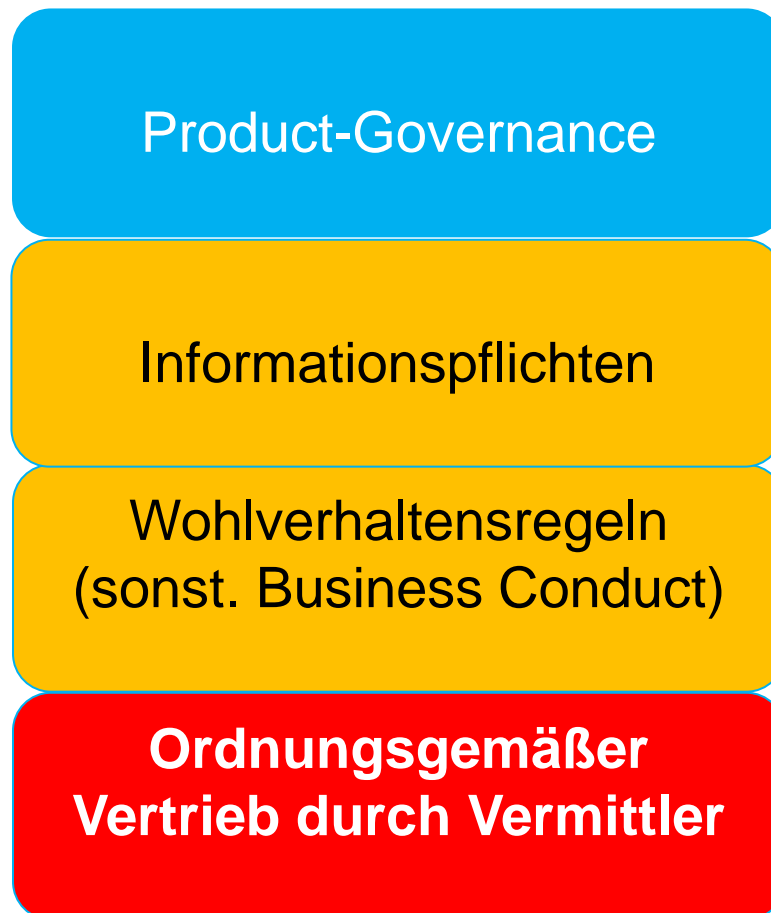 Product-Governance
Informationspflichten
Wohlverhaltensregeln
(sonst. Business Conduct)
Ordnungsgemäßer
Vertrieb durch Vermittler